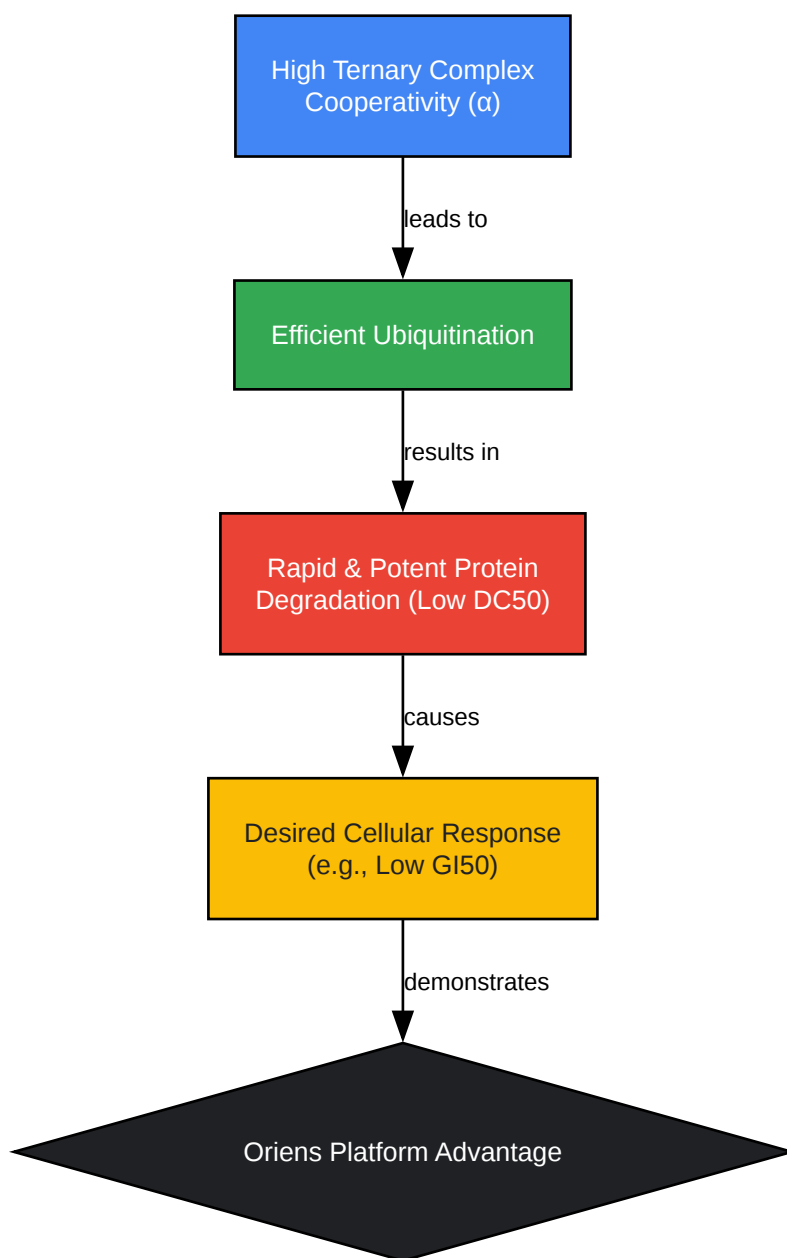 High Ternary Complex
Cooperativity (α)
leads to
Efficient Ubiquitination
results in
Rapid & Potent Protein
Degradation (Low DC50)
causes
Desired Cellular Response
(e.g., Low GI50)
demonstrates
Oriens Platform Advantage